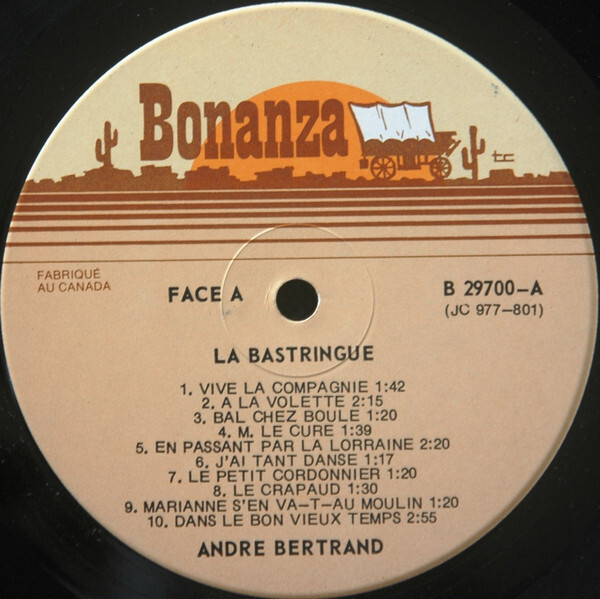 Bonanza
tc
FABRIQUÉ
AU CANADA
FACE A
B 29700-A
(JC 977-801)
LA BASTRINGUE
1. VIVE LA COMPAGNIE 1:42
2. A LA VOLETTE 2:15
3. BAL CHEZ BOULE 1:20
4. M. LE CURE 1:39
5. EN PASSANT PAR LA LORRAINE 2:20
6. J'AI TANT DANSE 1:17
7. LE PETIT CORDONNIER 1:20
8. LE CRAPAUD 1:30
9. MARIANNE S'EN VA-T-AU MOULIN 1:20
10. DANS LE BON VIEUX TEMPS 2:55
ANDRE BERTRAND